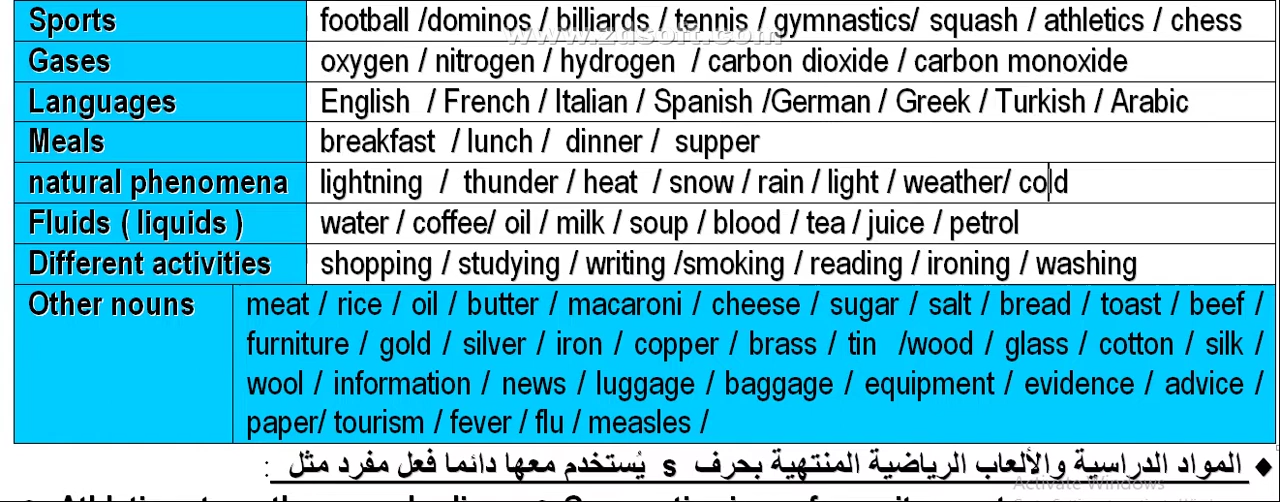 Sports football /dominos / billiards / tennis / gymnastics/ squash / athletics / chess
www.zdsoft.com
Gases oxygen / nitrogen / hydrogen / carbon dioxide / carbon monoxide
Languages English / French / Italian / Spanish /German / Greek / Turkish / Arabic
Meals breakfast / lunch / dinner / supper
natural phenomena lightning / thunder / heat / snow / rain / light / weather/ cold
Fluids ( liquids ) water / coffee/ oil / milk / soup / blood / tea / juice / petrol
Different activities shopping / studying / writing /smoking / reading / ironing / washing
Other nouns meat / rice / oil / butter / macaroni / cheese / sugar / salt / bread / toast / beef /
furniture / gold / silver / iron / copper / brass / tin /wood / glass / cotton / silk /
wool / information / news / luggage / baggage / equipment / evidence / advice /
paper/ tourism / fever / flu / measles /
♦ المواد الدراسية والألعاب الرياضية المنتهية بحرف s يُستخدم معها دائما فعل مفرد مثل :
Activate Windows